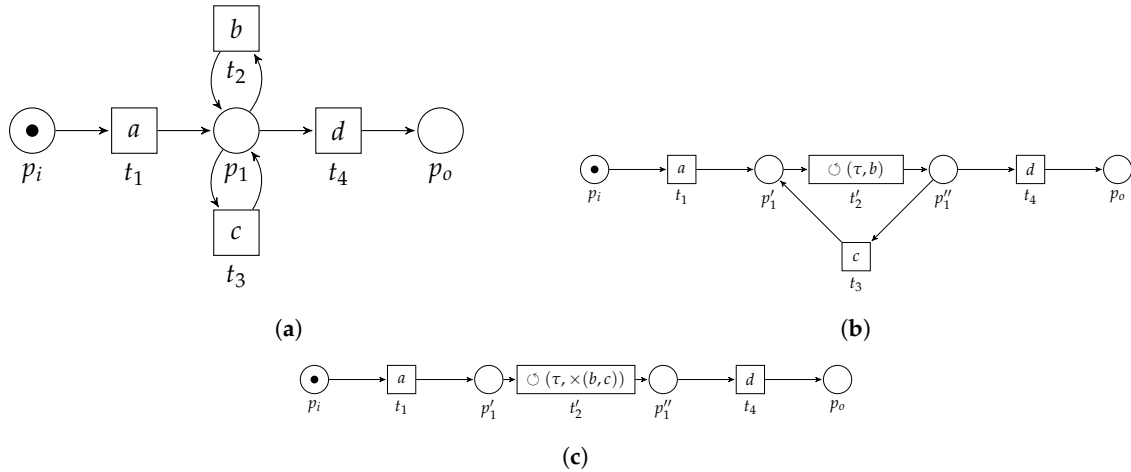 b
t₂
a
d
pᵢ
t₁
p₁
t₄
pₒ
c
t₃
(a)
a
↺ (τ, b)
d
pᵢ
t₁
p′₁
t′₂
p″₁
t₄
pₒ
c
t₃
(b)
a
↺ (τ, ×(b, c))
d
pᵢ
t₁
p′₁
t′₂
p″₁
t₄
pₒ
(c)